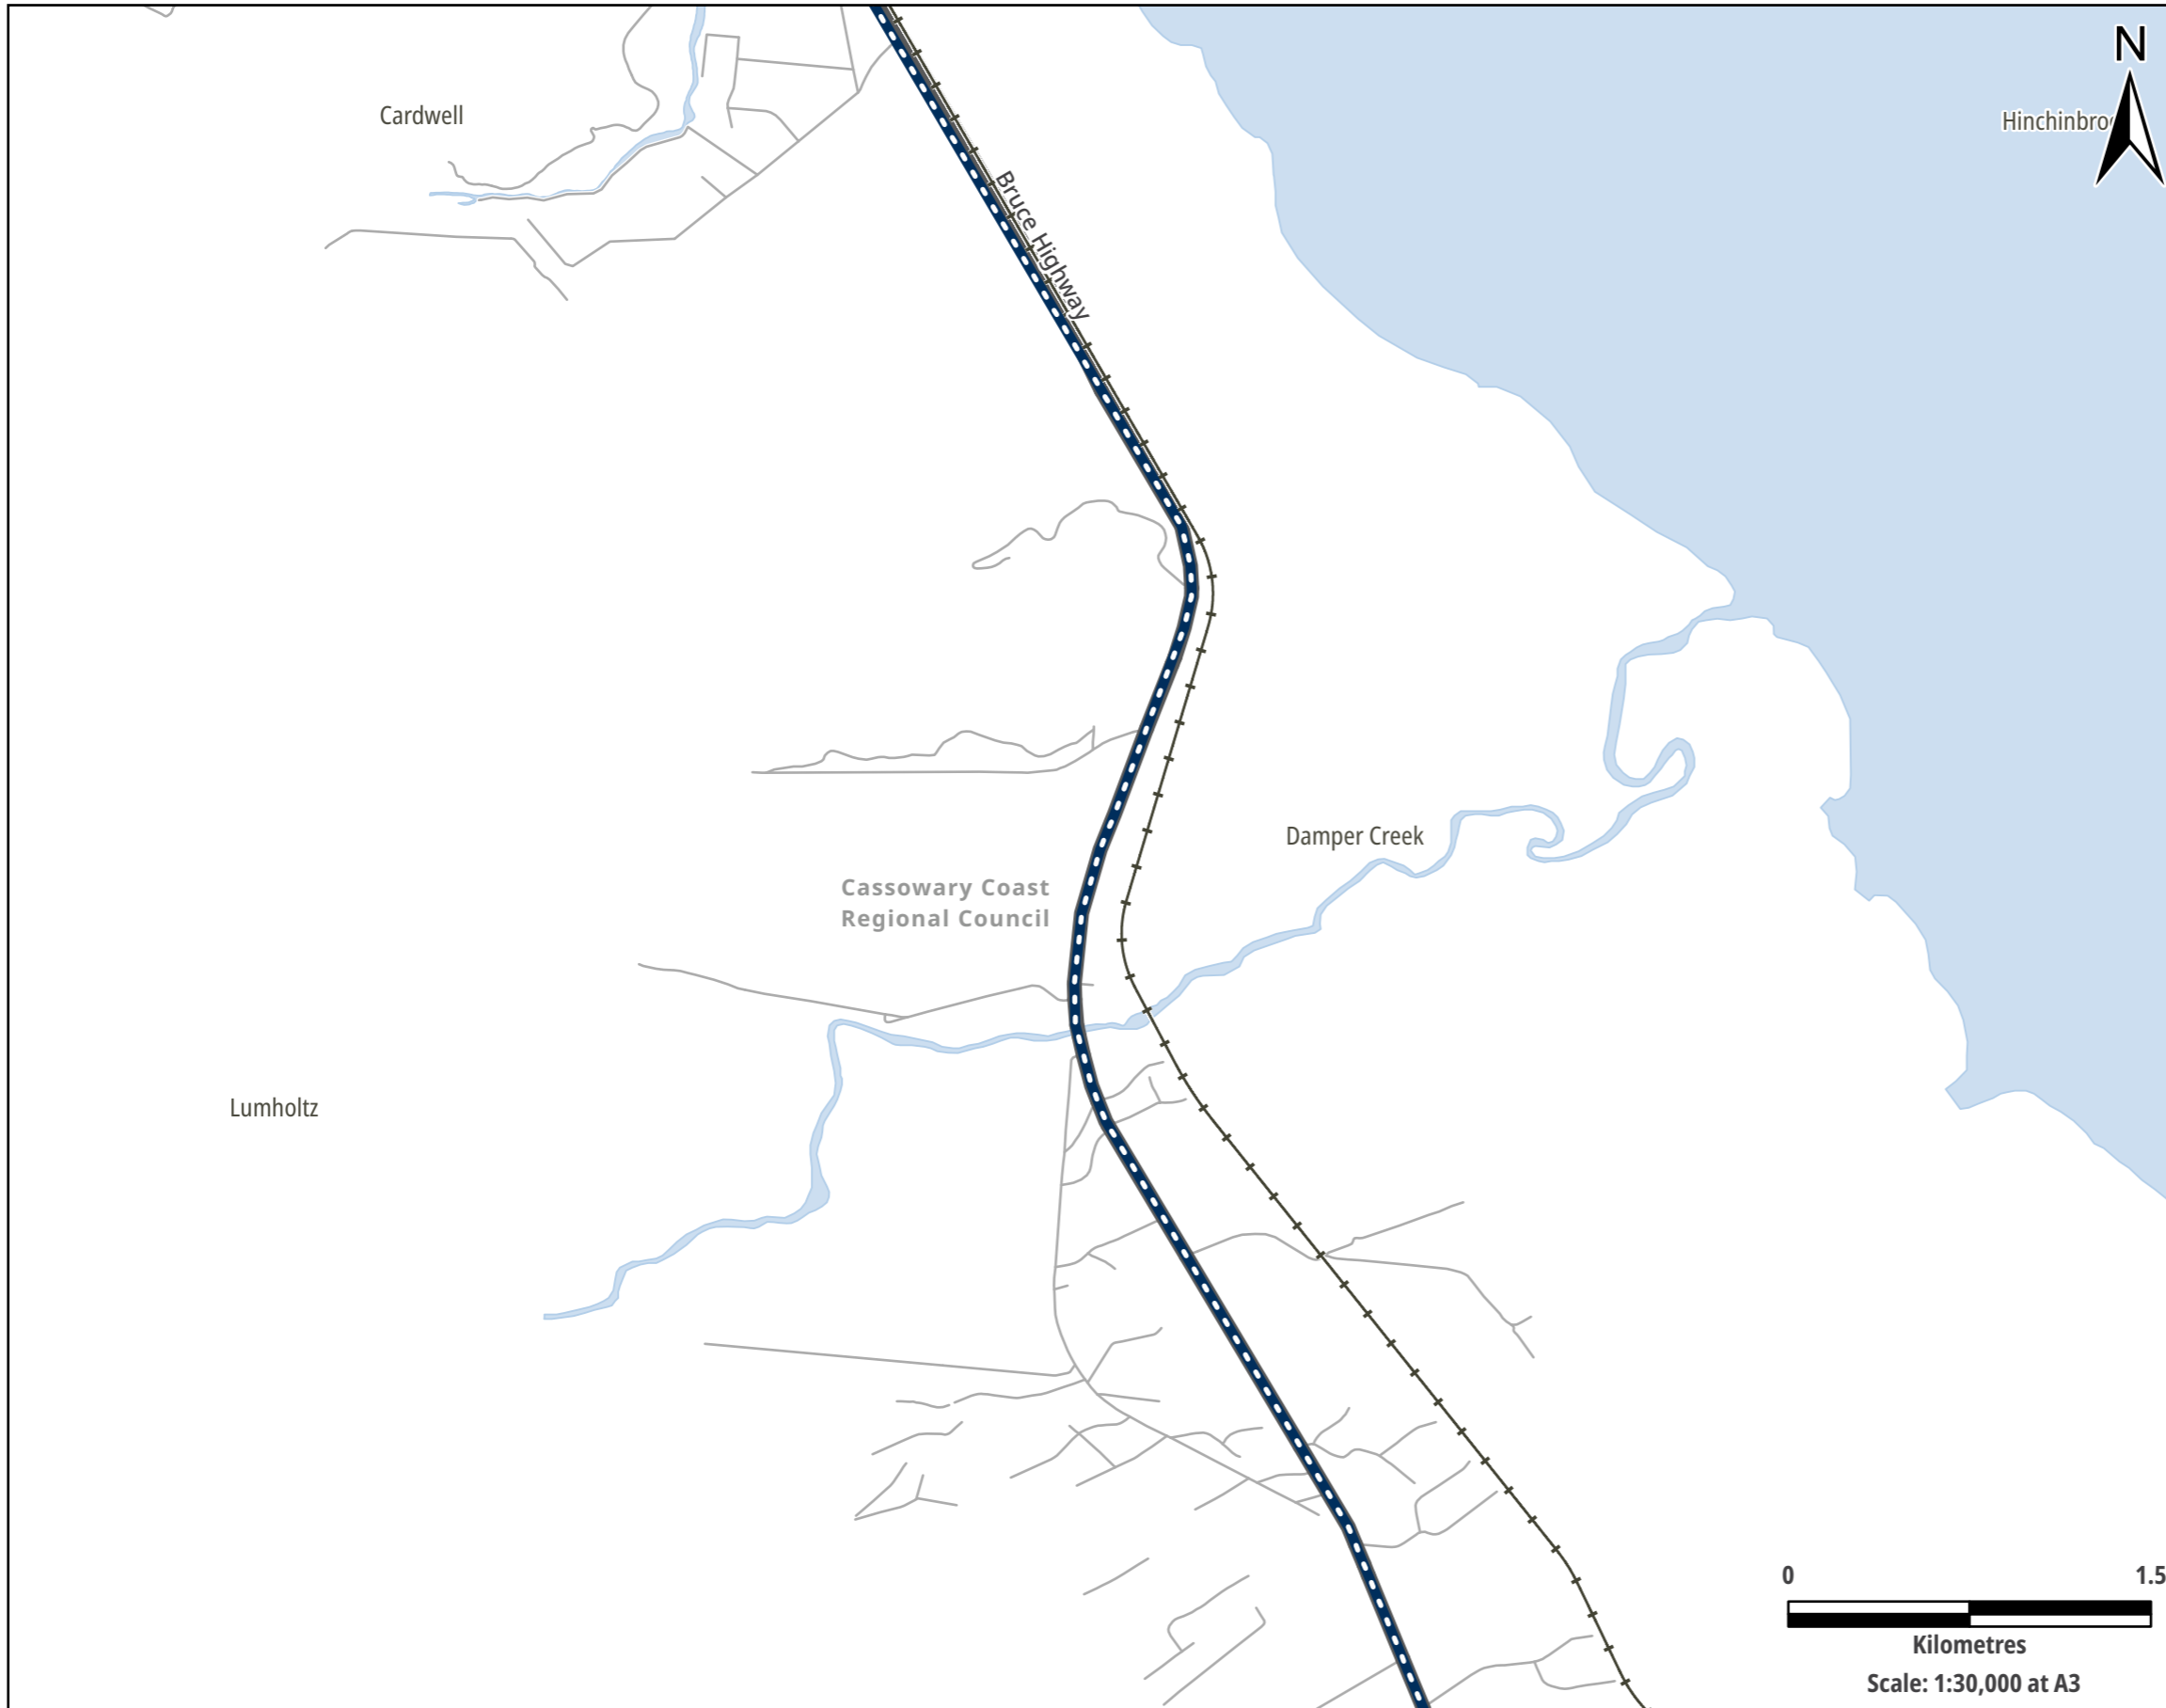 N
Cardwell
Bruce Highway
Damper Creek
Cassowary Coast
Regional Council
Lumholtz
0 1.5
Kilometres
Scale: 1:30,000 at A3